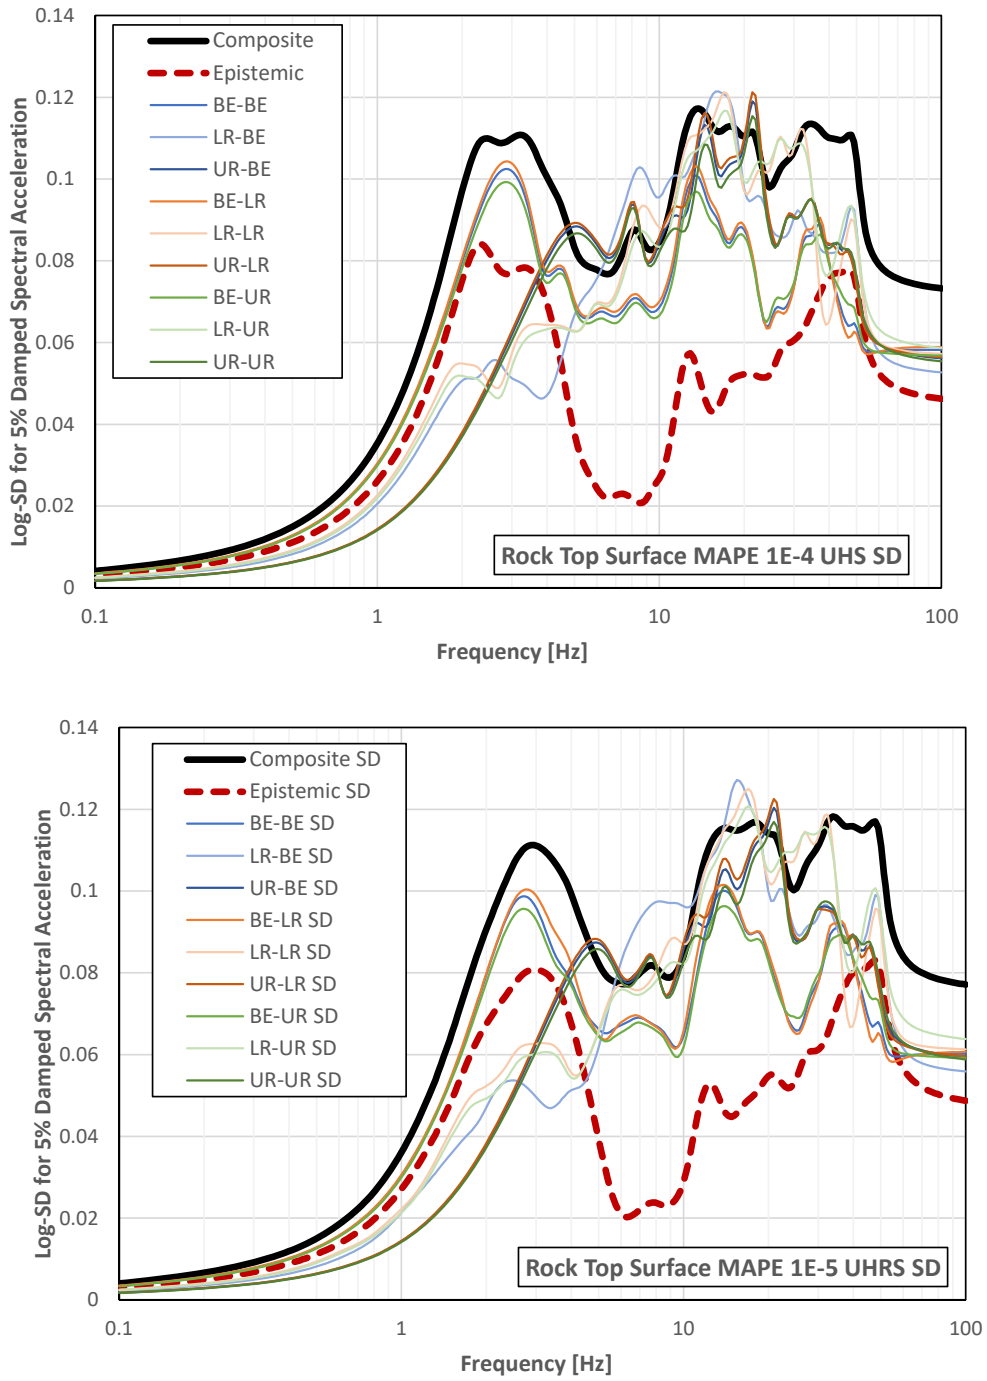 0.14
0.12
0.1
0.08
0.06
0.04
0.02
0
Log-SD for 5% Damped Spectral Acceleration
Composite
Epistemic
BE-BE
LR-BE
UR-BE
BE-LR
LR-LR
UR-LR
BE-UR
LR-UR
UR-UR
Rock Top Surface MAPE 1E-4 UHS SD
0.1 1 10 100
Frequency [Hz]
0.14
0.12
0.1
0.08
0.06
0.04
0.02
0
Log-SD for 5% Damped Spectral Acceleration
Composite SD
Epistemic SD
BE-BE SD
LR-BE SD
UR-BE SD
BE-LR SD
LR-LR SD
UR-LR SD
BE-UR SD
LR-UR SD
UR-UR SD
Rock Top Surface MAPE 1E-5 UHRS SD
0.1 1 10 100
Frequency [Hz]